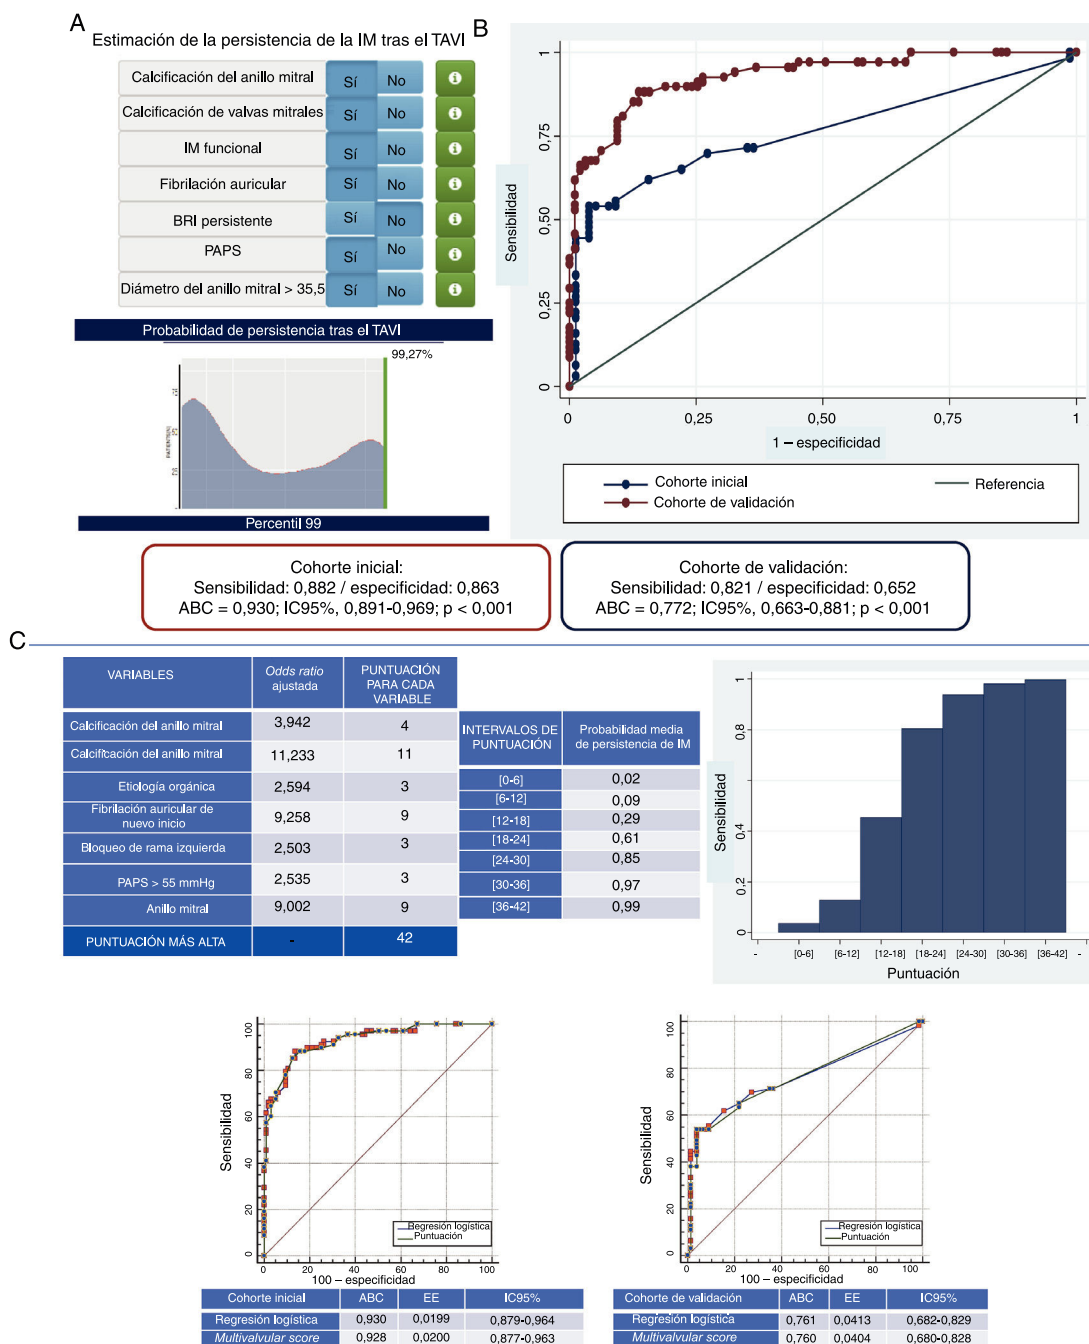 A
Estimación de la persistencia de la IM tras el TAVI
Calcificación del anillo mitral Sí No
Calcificación de valvas mitrales Sí No
IM funcional Sí No
Fibrilación auricular Sí No
BRI persistente Sí No
PAPS Sí No
Diámetro del anillo mitral > 35,5 Sí No
Probabilidad de persistencia tras el TAVI
99,27%
Percentil 99
B
Sensibilidad
1
0,75
0,50
0,25
0
0 0,25 0,50 0,75 1
1 – especificidad
Cohorte inicial
Cohorte de validación
Referencia
Cohorte inicial:
Sensibilidad: 0,882 / especificidad: 0,863
ABC = 0,930; IC95%, 0,891-0,969; p < 0,001
Cohorte de validación:
Sensibilidad: 0,821 / especificidad: 0,652
ABC = 0,772; IC95%, 0,663-0,881; p < 0,001
C
VARIABLES
Odds ratio
ajustada
PUNTUACIÓN
PARA CADA
VARIABLE
Calcificación del anillo mitral 3,942 4
Calcificación del anillo mitral 11,233 11
Etiología orgánica 2,594 3
Fibrilación auricular de
nuevo inicio 9,258 9
Bloqueo de rama izquierda 2,503 3
PAPS > 55 mmHg 2,535 3
Anillo mitral 9,002 9
PUNTUACIÓN MÁS ALTA - 42
INTERVALOS DE
PUNTUACIÓN
Probabilidad media
de persistencia de IM
[0-6] 0,02
[6-12] 0,09
[12-18] 0,29
[18-24] 0,61
[24-30] 0,85
[30-36] 0,97
[36-42] 0,99
Sensibilidad
1
0,8
0,4
0,2
0
- [0-6] [6-12] [12-18] [18-24] [24-30] [30-36] [36-42] -
Puntuación
Sensibilidad
100
80
60
40
20
0
0 20 40 60 80 100
100 – especificidad
Regresión logística
Puntuación
Cohorte inicial ABC EE IC95%
Regresión logística 0,930 0,0199 0,879-0,964
Multivalvular score 0,928 0,0200 0,877-0,963
Sensibilidad
100
80
60
40
20
0
0 20 40 60 80 100
100 – especificidad
Regresión logística
Puntuación
Cohorte de validación ABC EE IC95%
Regresión logística 0,761 0,0413 0,682-0,829
Multivalvular score 0,760 0,0404 0,680-0,828